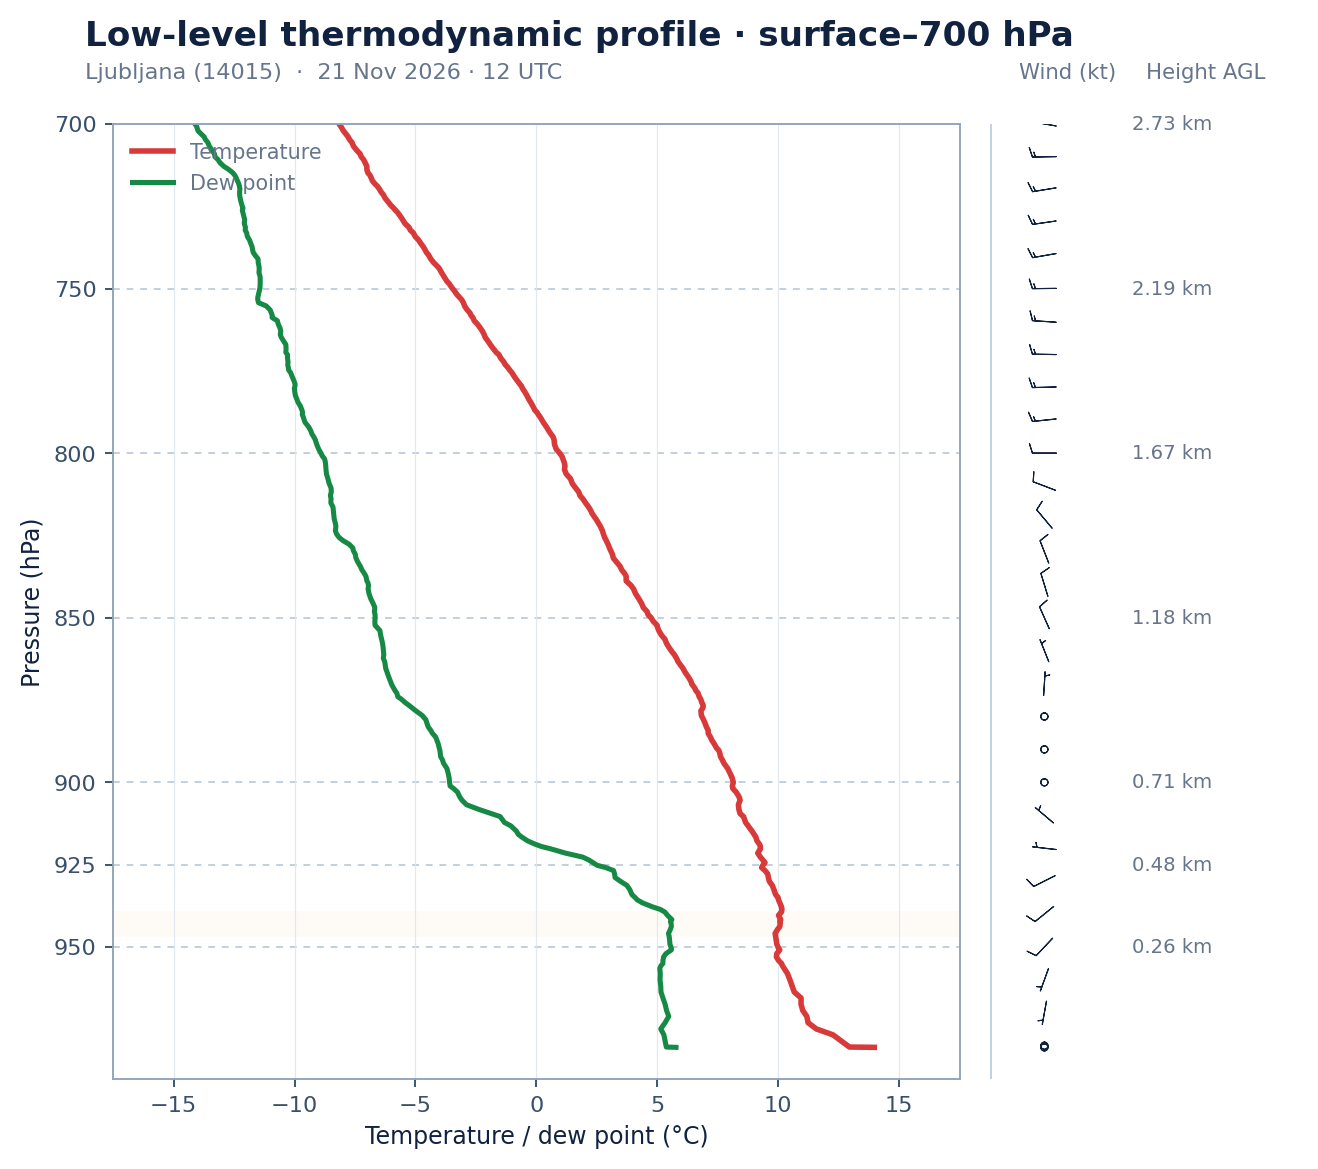 Low-level thermodynamic profile · surface–700 hPa
Ljubljana (14015)  ·  21 Nov 2026 · 12 UTC
Wind (kt)
Height AGL
Temperature
Dew point
700
750
800
850
900
925
950
Pressure (hPa)
2.73 km
2.19 km
1.67 km
1.18 km
0.71 km
0.48 km
0.26 km
−15
−10
−5
0
5
10
15
Temperature / dew point (°C)